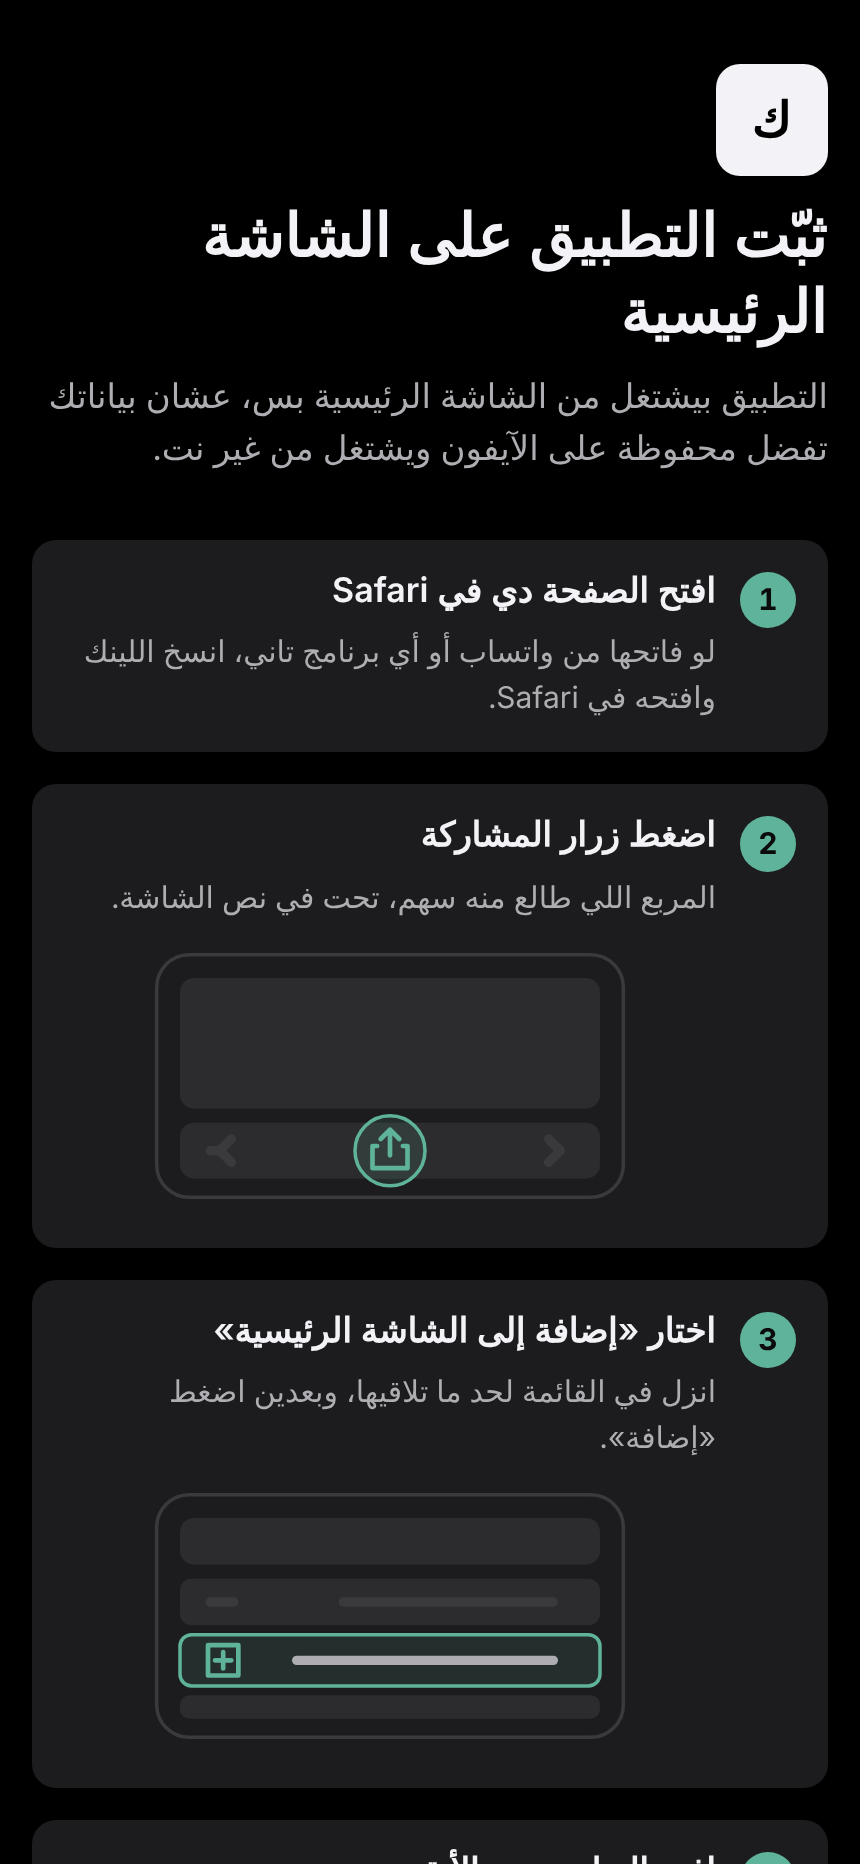 ك
ثبّت التطبيق على الشاشة
الرئيسية
التطبيق بيشتغل من الشاشة الرئيسية بس، عشان بياناتك
تفضل محفوظة على الآيفون ويشتغل من غير نت.
1
افتح الصفحة دي في Safari
لو فاتحها من واتساب أو أي برنامج تاني، انسخ اللينك
وافتحه في Safari.
2
اضغط زرار المشاركة
المربع اللي طالع منه سهم، تحت في نص الشاشة.
3
اختار «إضافة إلى الشاشة الرئيسية»
انزل في القائمة لحد ما تلاقيها، وبعدين اضغط
«إضافة».